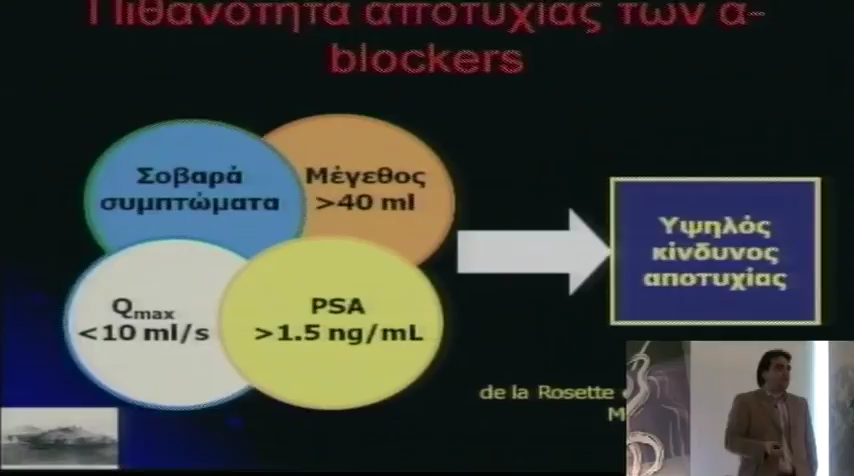 Πιθανότητα αποτυχίας των α-
blockers
Σοβαρά
συμπτώματα
Μέγεθος
>40 ml
Qmax
<10 ml/s
PSA
>1.5 ng/mL
Υψηλός
κίνδυνος
αποτυχίας
de la Rosette